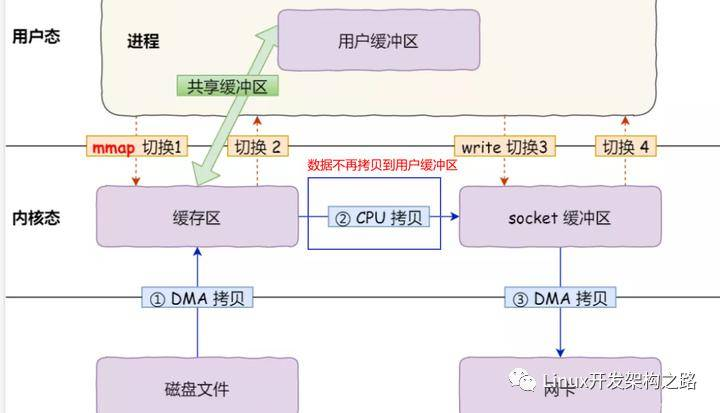 用户态
进程
用户缓冲区
共享缓冲区
mmap 切换1
切换 2
write 切换3
切换 4
数据不再拷贝到用户缓冲区
内核态
缓存区
② CPU 拷贝
socket 缓冲区
① DMA 拷贝
③ DMA 拷贝
磁盘文件
网卡
Linux开发架构之路